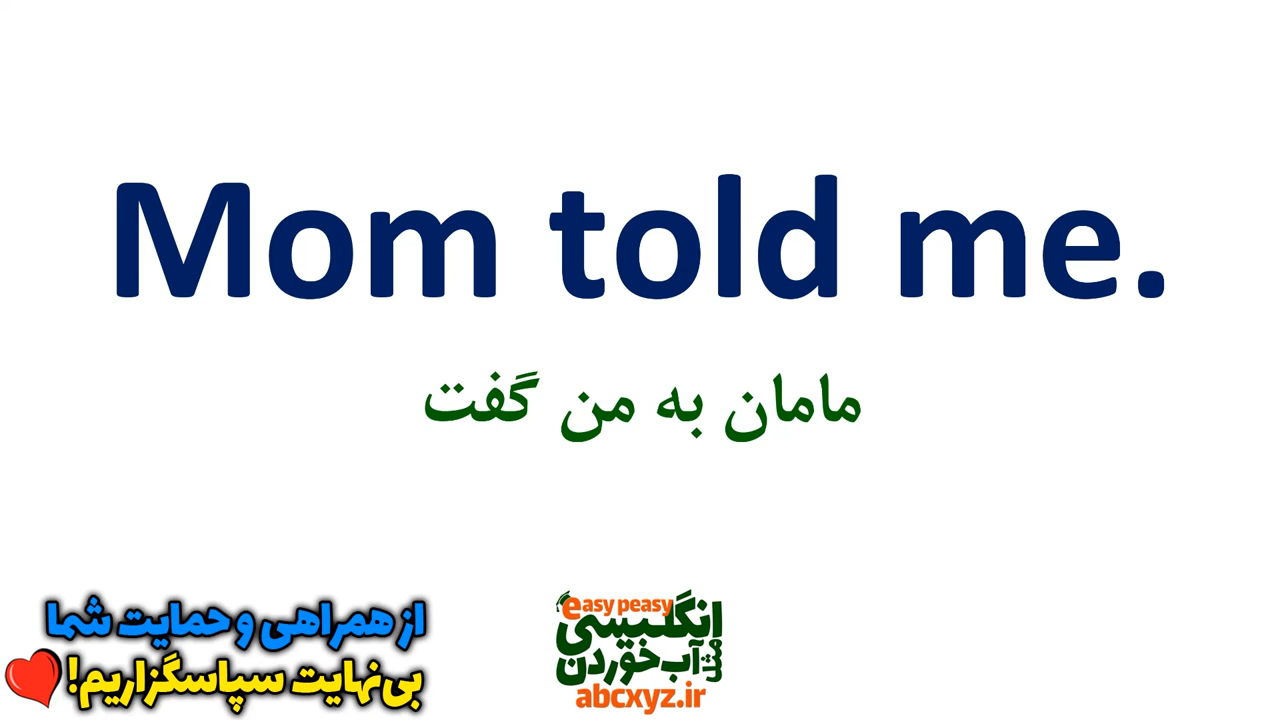 Mom told me.
مامان به من گفت
از همراهی و حمایت شما
بی‌نهایت سپاسگزاریم!
easy peasy
انگلیسی
مثل
آب خوردن
abcxyz.ir